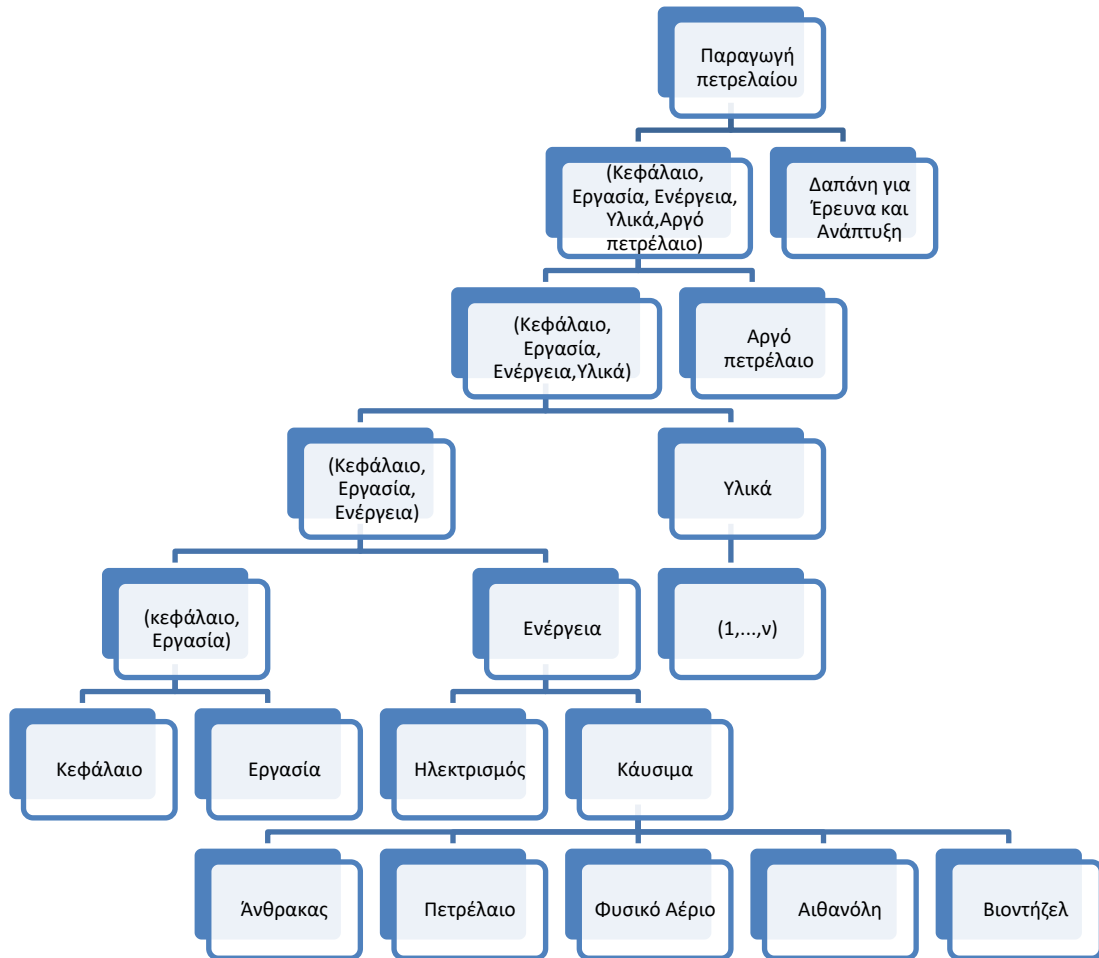 Παραγωγή
πετρελαίου
(Κεφάλαιο,
Εργασία, Ενέργεια,
Υλικά,Αργό
πετρέλαιο)
Δαπάνη για
Έρευνα και
Ανάπτυξη
(Κεφάλαιο,
Εργασία,
Ενέργεια,Υλικά)
Αργό
πετρέλαιο
(Κεφάλαιο,
Εργασία,
Ενέργεια)
Υλικά
(κεφάλαιο,
Εργασία)
Ενέργεια
(1,...,ν)
Κεφάλαιο
Εργασία
Ηλεκτρισμός
Κάυσιμα
Άνθρακας
Πετρέλαιο
Φυσικό Αέριο
Αιθανόλη
Βιοντήζελ